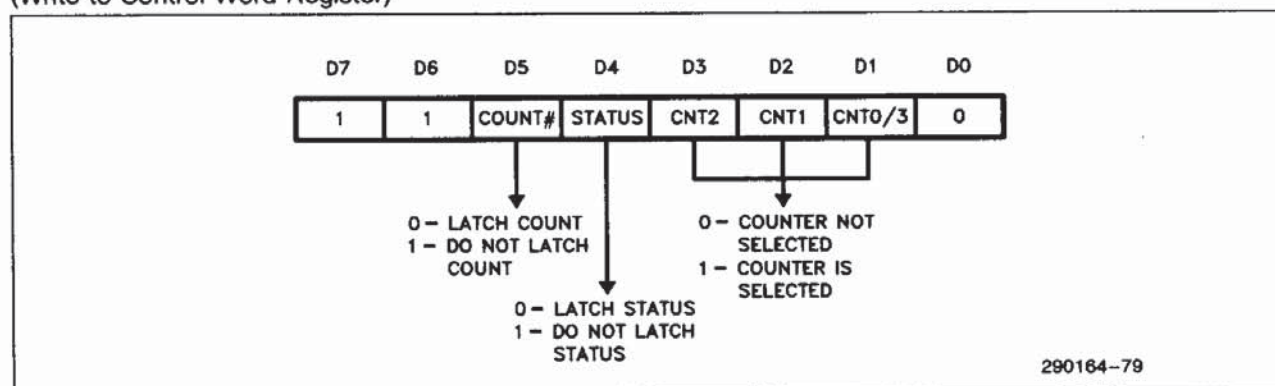 (Write to Control Word Register)
D7 D6 D5 D4 D3 D2 D1 D0
1 1 COUNT# STATUS CNT2 CNT1 CNT0/3 0
0 – LATCH COUNT
1 – DO NOT LATCH
COUNT
0 – COUNTER NOT
SELECTED
1 – COUNTER IS
SELECTED
0 – LATCH STATUS
1 – DO NOT LATCH
STATUS
290164–79